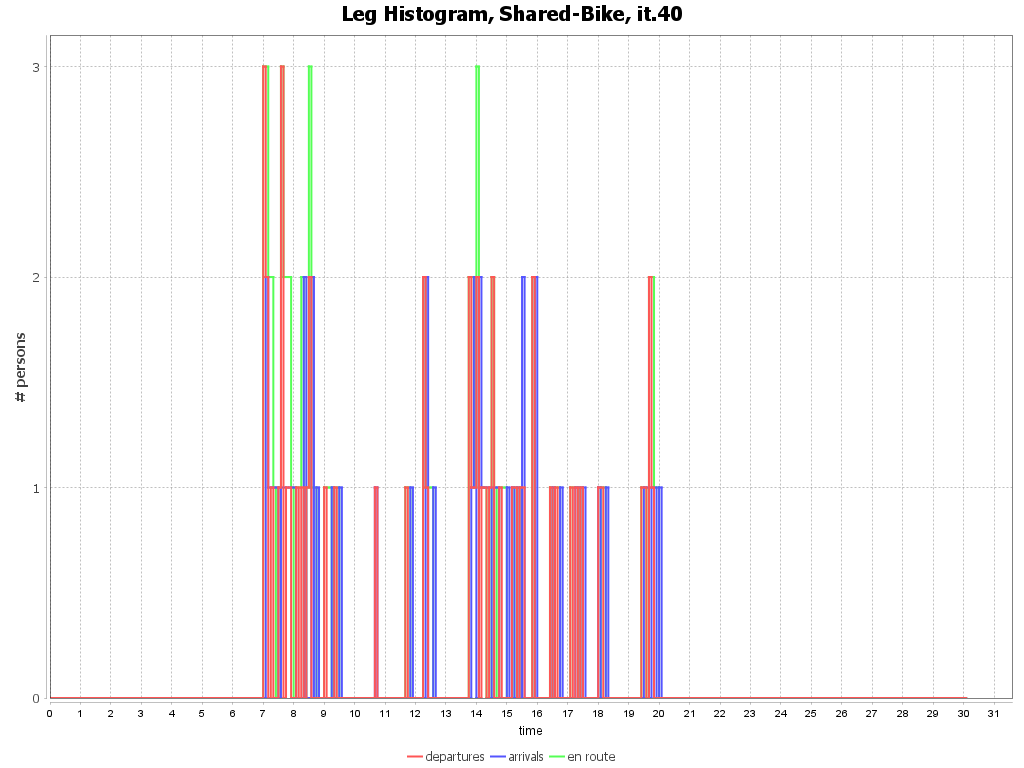 Leg Histogram, Shared-Bike, it.40
# persons
3
2
1
0
0 1 2 3 4 5 6 7 8 9 10 11 12 13 14 15 16 17 18 19 20 21 22 23 24 25 26 27 28 29 30 31
time
departures arrivals en route